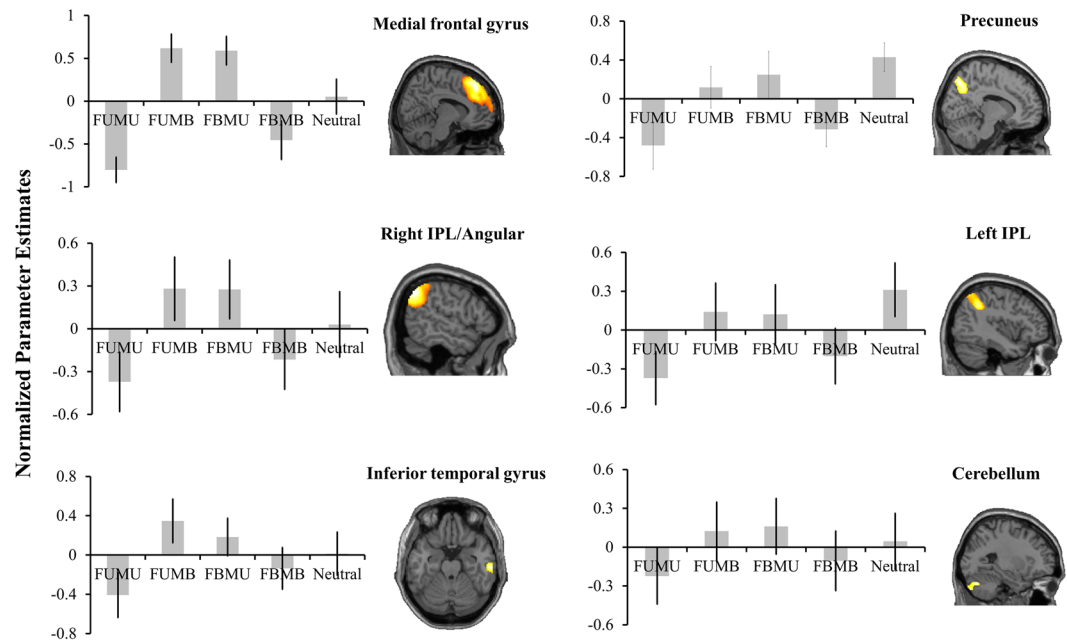 Normalized Parameter Estimates
Medial frontal gyrus
1
0.5
0
-0.5
-1
FUMU FUMB FBMU FBMB Neutral
Precuneus
0.8
0.4
0
-0.4
-0.8
FUMU FUMB FBMU FBMB Neutral
Right IPL/Angular
0.6
0.3
0
-0.3
-0.6
FUMU FUMB FBMU FBMB Neutral
Left IPL
0.6
0.3
0
-0.3
-0.6
FUMU FUMB FBMU FBMB Neutral
Inferior temporal gyrus
0.8
0.4
0
-0.4
-0.8
FUMU FUMB FBMU FBMB Neutral
Cerebellum
0.6
0.3
0
-0.3
-0.6
FUMU FUMB FBMU FBMB Neutral